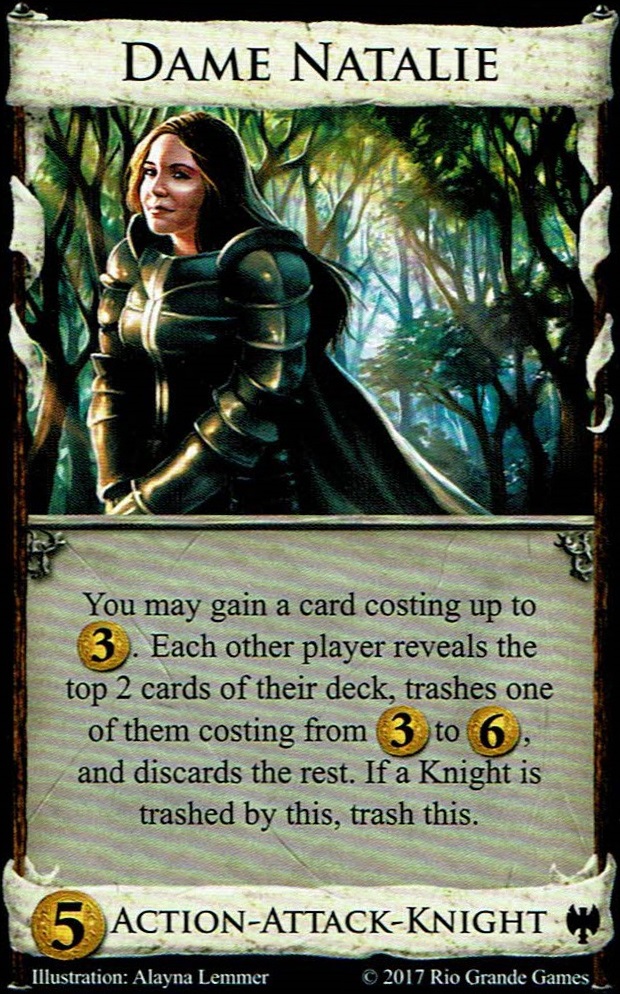 DAME NATALIE
You may gain a card costing up to
3. Each other player reveals the
top 2 cards of their deck, trashes one
of them costing from 3 to 6,
and discards the rest. If a Knight is
trashed by this, trash this.
5 ACTION-ATTACK-KNIGHT
Illustration: Alayna Lemmer © 2017 Rio Grande Games